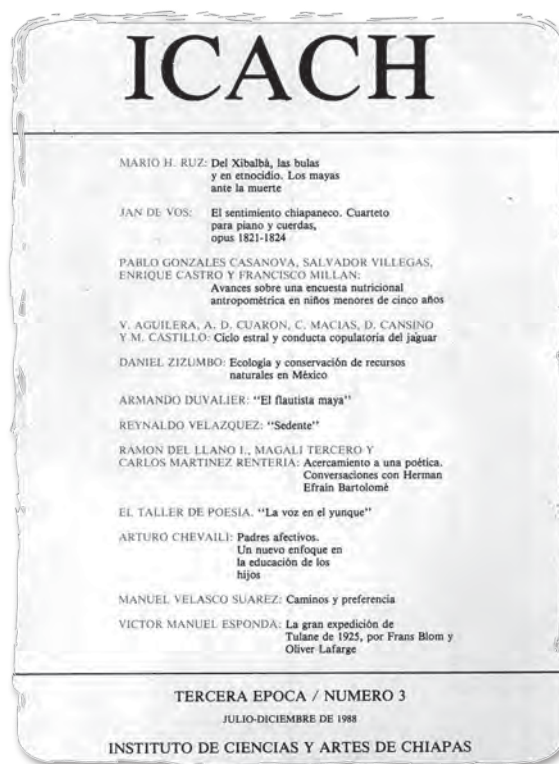 ICACH
MARIO H. RUZ: Del Xibalbà, las bulas
y en etnocidio. Los mayas
ante la muerte
JAN DE VOS: El sentimiento chiapaneco. Cuarteto
para piano y cuerdas,
opus 1821-1824
PABLO GONZALES CASANOVA, SALVADOR VILLEGAS,
ENRIQUE CASTRO Y FRANCISCO MILLAN:
Avances sobre una encuesta nutricional
antropométrica en niños menores de cinco años
V. AGUILERA, A. D. CUARON, C. MACIAS, D. CANSINO
Y M. CASTILLO: Ciclo estral y conducta copulatoria del jaguar
DANIEL ZIZUMBO: Ecología y conservación de recursos
naturales en México
ARMANDO DUVALIER: "El flautista maya"
REYNALDO VELAZQUEZ: "Sedente"
RAMON DEL LLANO I., MAGALI TERCERO Y
CARLOS MARTINEZ RENTERIA: Acercamiento a una poética.
Conversaciones con Herman
Efraín Bartolomé
EL TALLER DE POESIA. "La voz en el yunque"
ARTURO CHEVAILI: Padres afectivos.
Un nuevo enfoque en
la educación de los
hijos
MANUEL VELASCO SUAREZ: Caminos y preferencia
VICTOR MANUEL ESPONDA: La gran expedición de
Tulane de 1925, por Frans Blom y
Oliver Lafarge
TERCERA EPOCA / NUMERO 3
JULIO-DICIEMBRE DE 1988
INSTITUTO DE CIENCIAS Y ARTES DE CHIAPAS